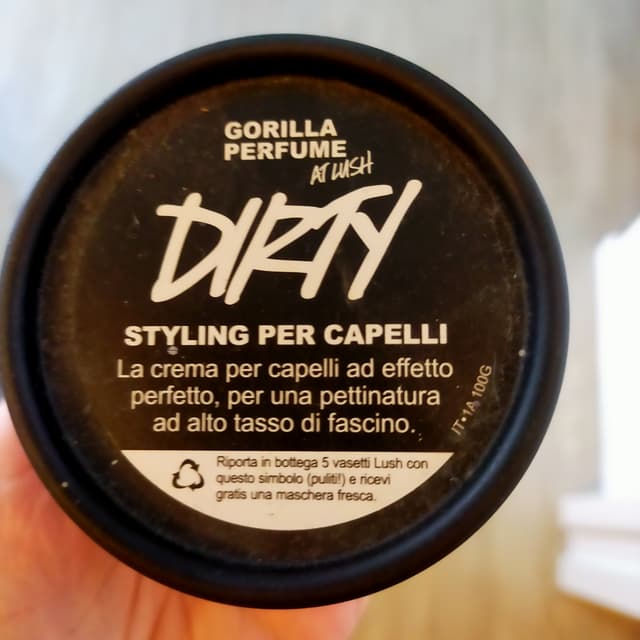 GORILLA
PERFUME
AT LUSH
DIRTY
STYLING PER CAPELLI
La crema per capelli ad effetto
perfetto, per una pettinatura
ad alto tasso di fascino.
IT•1A 100G
Riporta in bottega 5 vasetti Lush con
questo simbolo (puliti!) e ricevi
gratis una maschera fresca.